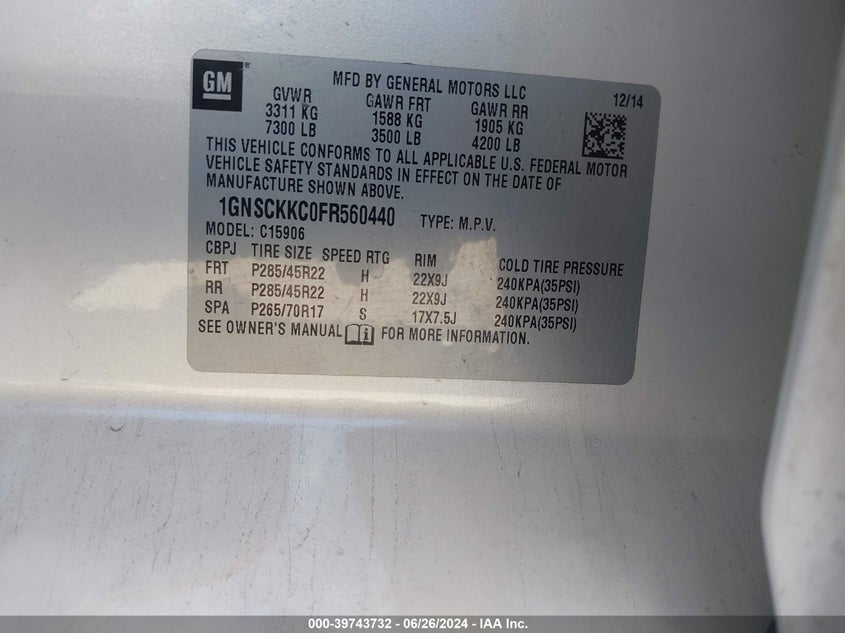 GM
MFD BY GENERAL MOTORS LLC
GVWR GAWR FRT GAWR RR 12/14
3311 KG 1588 KG 1905 KG
7300 LB 3500 LB 4200 LB
THIS VEHICLE CONFORMS TO ALL APPLICABLE U.S. FEDERAL MOTOR
VEHICLE SAFETY STANDARDS IN EFFECT ON THE DATE OF
MANUFACTURE SHOWN ABOVE.
1GNSCKKC0FR560440 TYPE: M.P.V.
MODEL: C15906
CBPJ TIRE SIZE SPEED RTG RIM COLD TIRE PRESSURE
FRT P285/45R22 H 22X9J 240KPA(35PSI)
RR P285/45R22 H 22X9J 240KPA(35PSI)
SPA P265/70R17 S 17X7.5J 240KPA(35PSI)
SEE OWNER'S MANUAL FOR MORE INFORMATION.
000-39743732 - 06/26/2024 - IAA Inc.